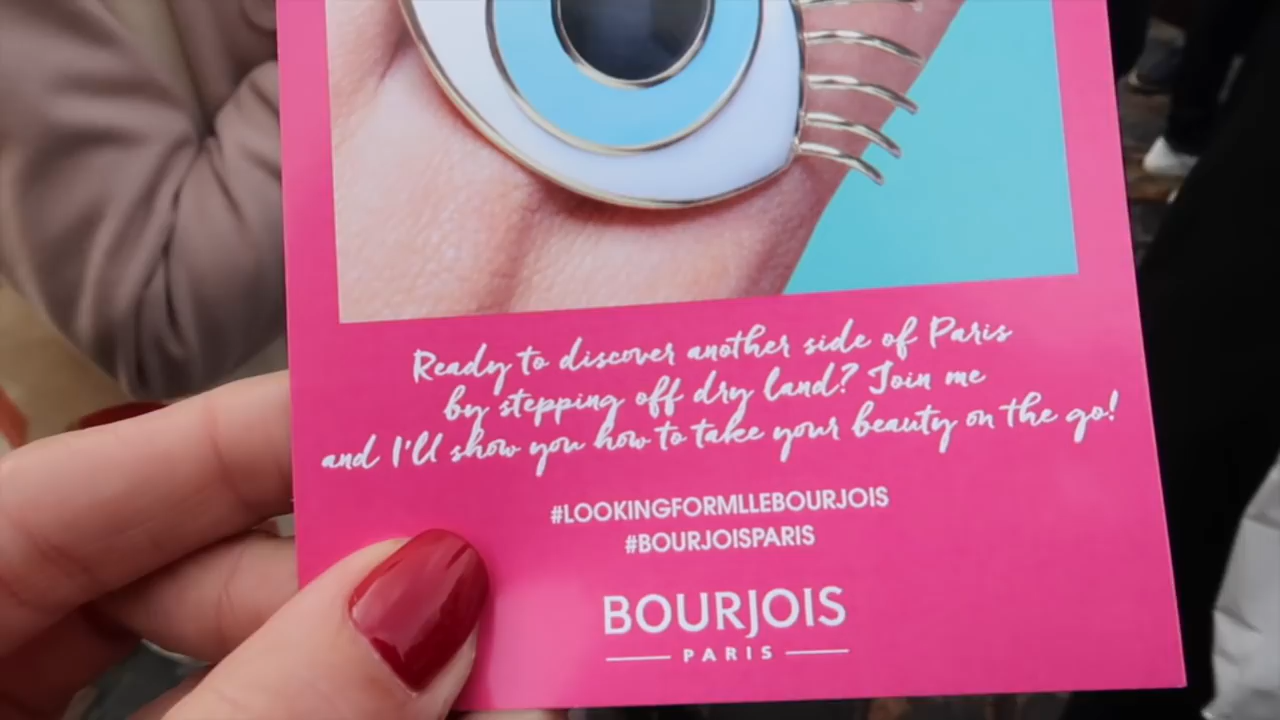 Ready to discover another side of Paris
by stepping off dry land? Join me
and I'll show you how to take your beauty on the go!
#LOOKINGFORMLLEBOURJOIS
#BOURJOISPARIS
BOURJOIS
PARIS